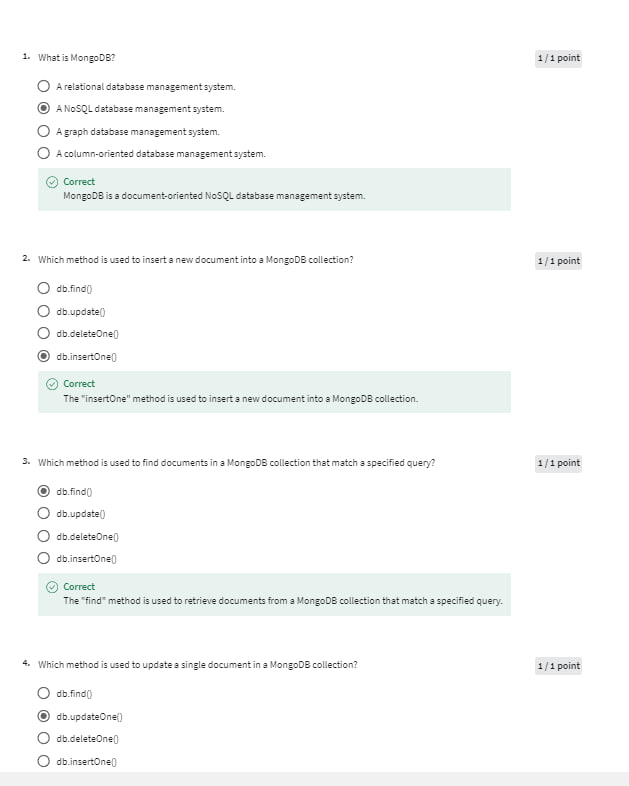 1. What is MongoDB?
1 / 1 point
A relational database management system.
A NoSQL database management system.
A graph database management system.
A column-oriented database management system.
Correct
MongoDB is a document-oriented NoSQL database management system.
2. Which method is used to insert a new document into a MongoDB collection?
1 / 1 point
db.find()
db.update()
db.deleteOne()
db.insertOne()
Correct
The "insertOne" method is used to insert a new document into a MongoDB collection.
3. Which method is used to find documents in a MongoDB collection that match a specified query?
1 / 1 point
db.find()
db.update()
db.deleteOne()
db.insertOne()
Correct
The "find" method is used to retrieve documents from a MongoDB collection that match a specified query.
4. Which method is used to update a single document in a MongoDB collection?
1 / 1 point
db.find()
db.updateOne()
db.deleteOne()
db.insertOne()